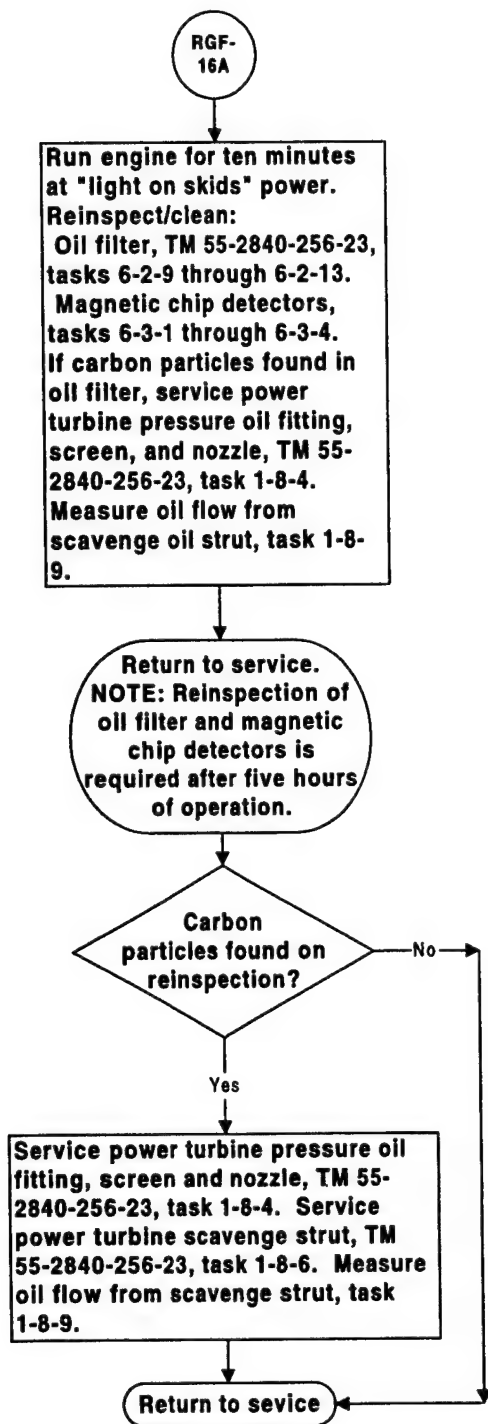 RGF-
16A
Run engine for ten minutes
at "light on skids" power.
Reinspect/clean:
Oil filter, TM 55-2840-256-23,
tasks 6-2-9 through 6-2-13.
Magnetic chip detectors,
tasks 6-3-1 through 6-3-4.
If carbon particles found in
oil filter, service power
turbine pressure oil fitting,
screen, and nozzle, TM 55-
2840-256-23, task 1-8-4.
Measure oil flow from
scavenge oil strut, task 1-8-
9.
Return to service.
NOTE: Reinspection of
oil filter and magnetic
chip detectors is
required after five hours
of operation.
Carbon
particles found on
reinspection?
No
Yes
Service power turbine pressure oil
fitting, screen and nozzle, TM 55-
2840-256-23, task 1-8-4. Service
power turbine scavenge strut, TM
55-2840-256-23, task 1-8-6. Measure
oil flow from scavenge strut, task
1-8-9.
Return to sevice